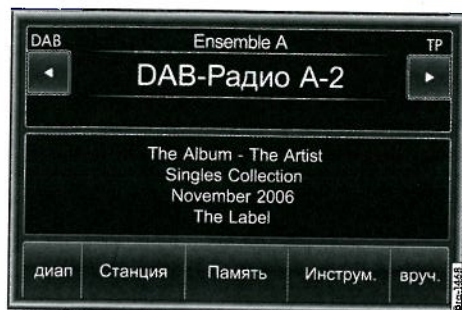 DAB Ensemble A TP
DAB-Радио A-2
The Album - The Artist
Singles Collection
November 2006
The Label
диап Станция Память Инструм. вруч.